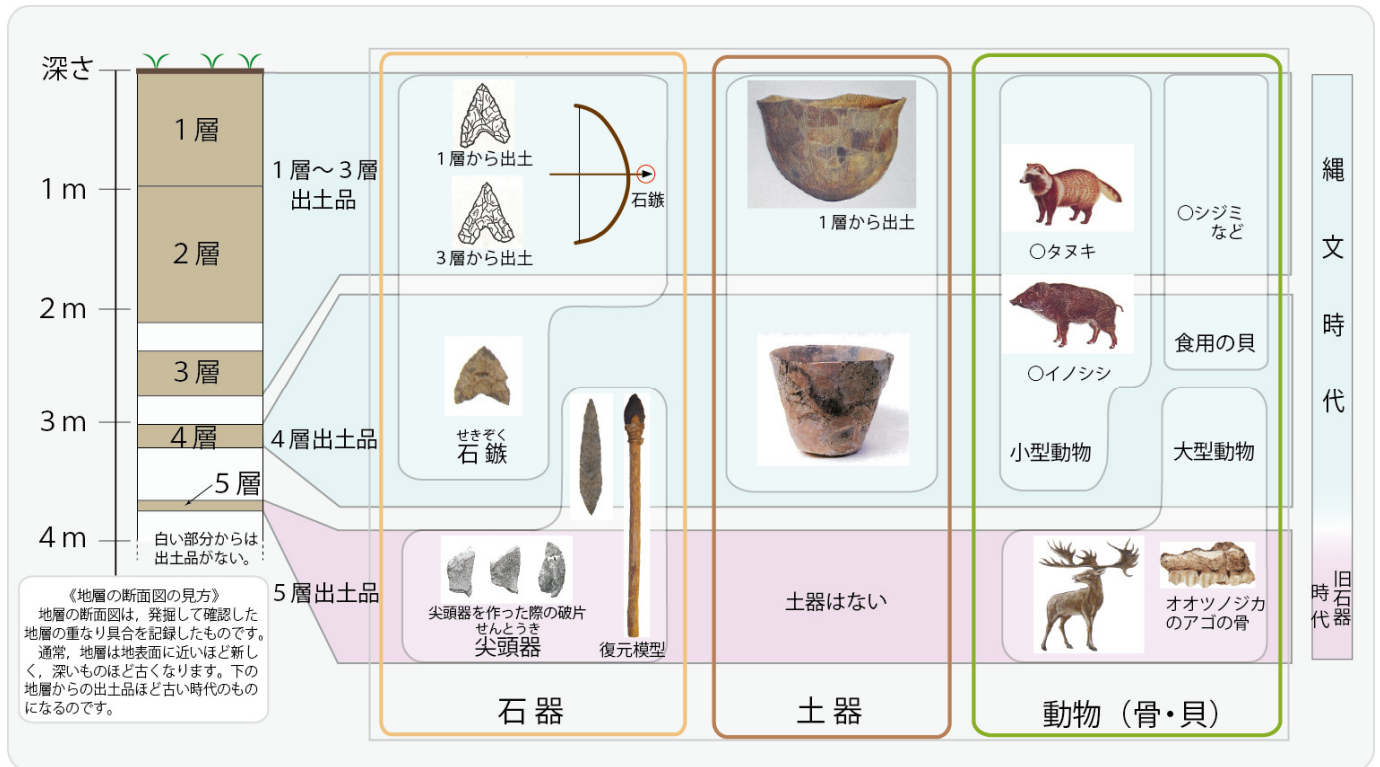 深さ
1m
2m
3m
4m
1層
2層
3層
4層
5層
白い部分からは
出土品がない。
《地層の断面図の見方》
地層の断面図は，発掘して確認した
地層の重なり具合を記録したものです。
通常，地層は地表面に近いほど新し
く，深いものほど古くなります。下の
地層からの出土品ほど古い時代のもの
になるのです。
1層～3層
出土品
4層出土品
5層出土品
1層から出土
3層から出土
石鏃
せきぞく
石鏃
尖頭器を作った際の破片
せんとうき
尖頭器
復元模型
石器
1層から出土
土器はない
土器
○タヌキ
○イノシシ
小型動物
○シジミ
など
食用の貝
大型動物
オオツノジカ
のアゴの骨
動物（骨・貝）
縄文時代
旧石器
時代